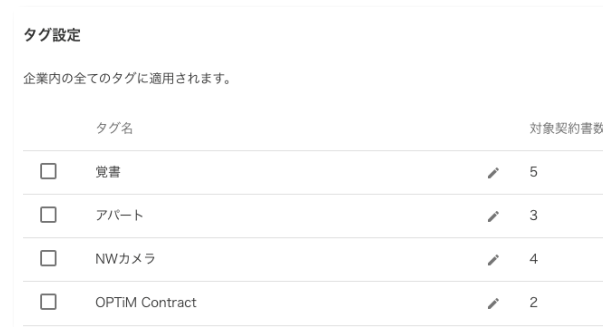 タグ設定
企業内の全てのタグに適用されます。
タグ名 対象契約書数
覚書 5
アパート 3
NWカメラ 4
OPTiM Contract 2